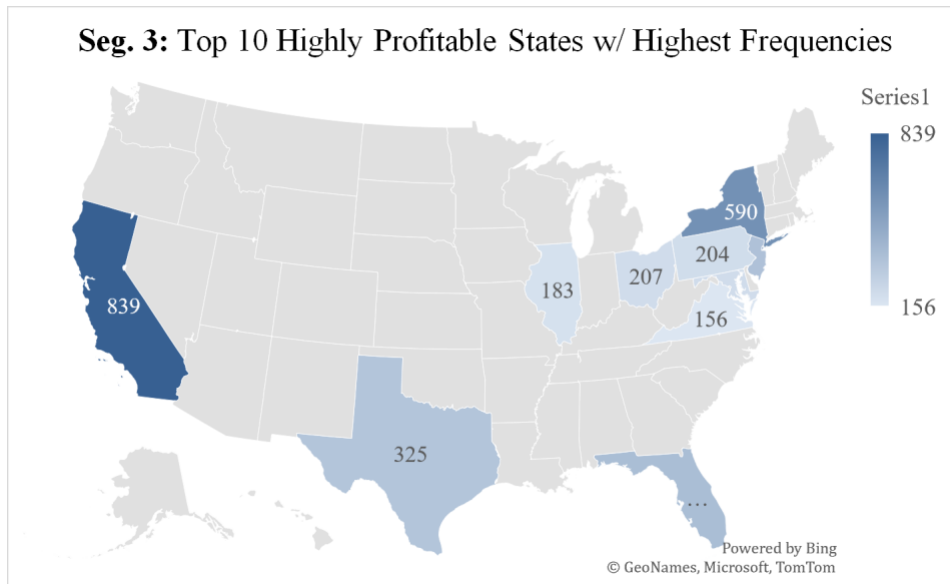 Seg. 3: Top 10 Highly Profitable States w/ Highest Frequencies
Series1
839
156
590
204
207
183
156
839
325
...
Powered by Bing
© GeoNames, Microsoft, TomTom